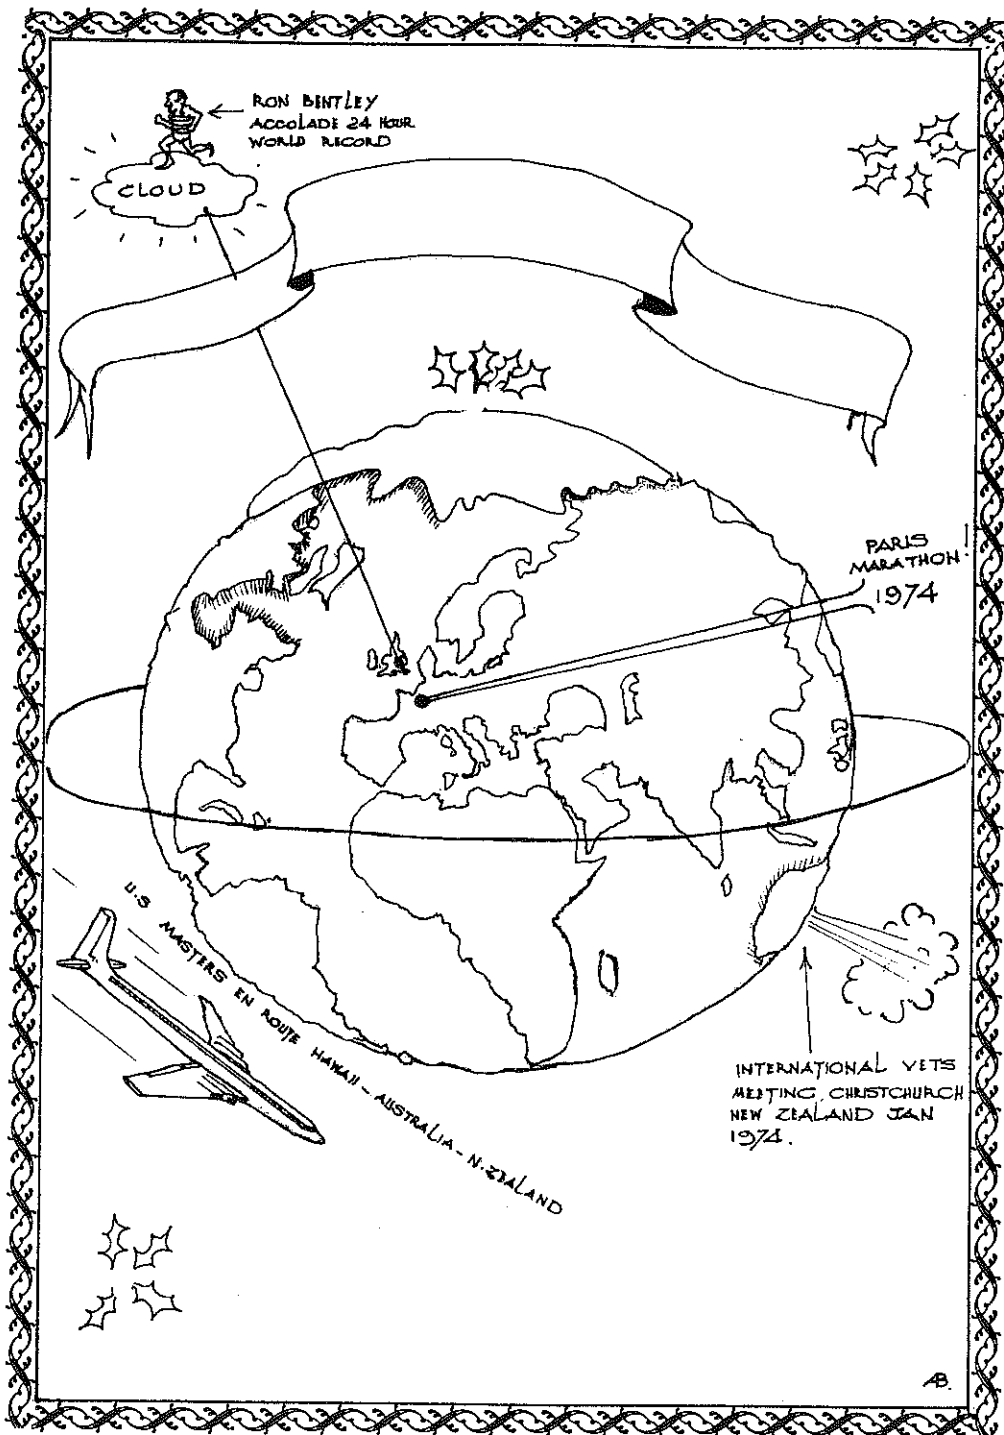 RON BENTLEY
ACCOLADE 24 HOUR
WORLD RECORD
CLOUD
PARIS
MARATHON!
1974
U.S MASTERS EN ROUTE HAWAII - AUSTRALIA - N. ZEALAND
INTERNATIONAL VETS
MEETING, CHRISTCHURCH
NEW ZEALAND JAN
1974.
AB.